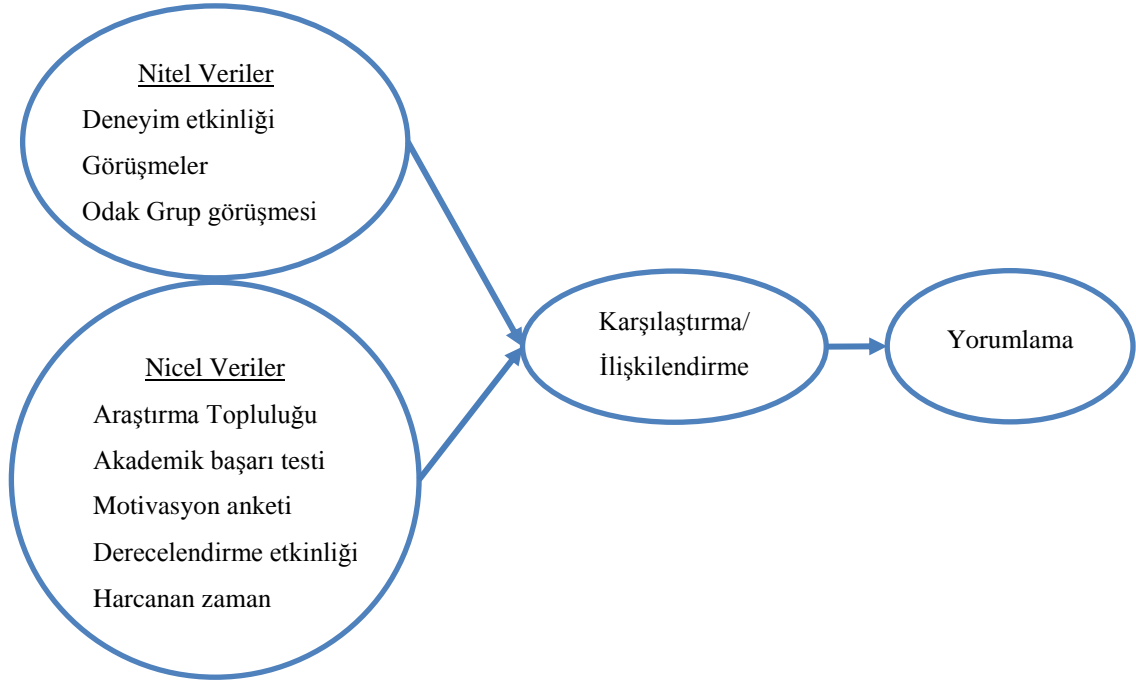 Nitel Veriler
Deneyim etkinliği
Görüşmeler
Odak Grup görüşmesi
Nicel Veriler
Araştırma Topluluğu
Akademik başarı testi
Motivasyon anketi
Derecelendirme etkinliği
Harcanan zaman
Karşılaştırma/
İlişkilendirme
Yorumlama